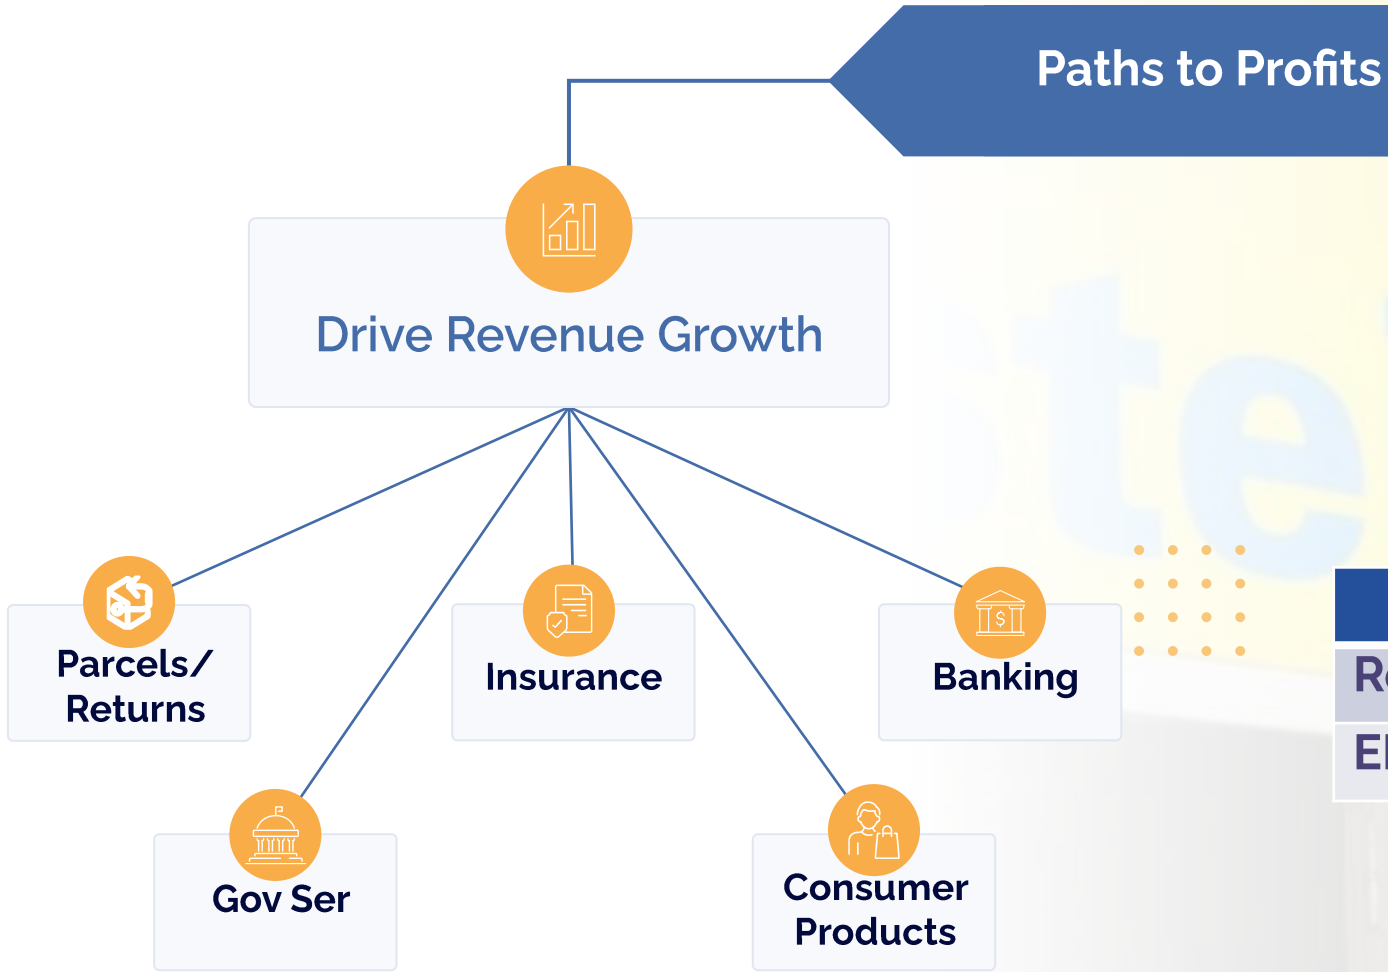 Paths to Profits
Drive Revenue Growth
Parcels/
Returns
Insurance
Banking
Gov Ser
Consumer
Products